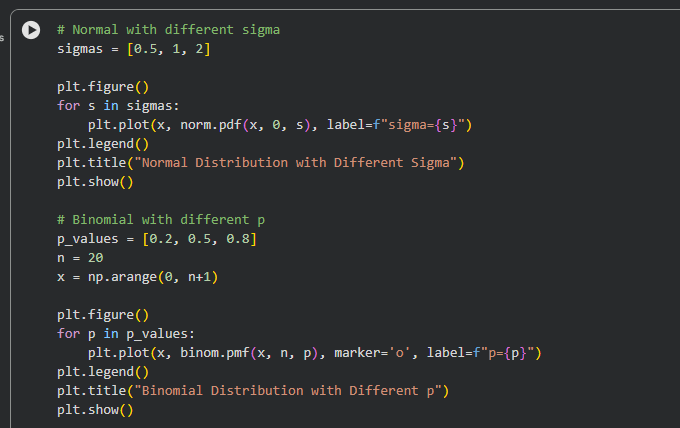 # Normal with different sigma
sigmas = [0.5, 1, 2]
plt.figure()
for s in sigmas:
    plt.plot(x, norm.pdf(x, 0, s), label=f"sigma={s}")
plt.legend()
plt.title("Normal Distribution with Different Sigma")
plt.show()
# Binomial with different p
p_values = [0.2, 0.5, 0.8]
n = 20
x = np.arange(0, n+1)
plt.figure()
for p in p_values:
    plt.plot(x, binom.pmf(x, n, p), marker='o', label=f"p={p}")
plt.legend()
plt.title("Binomial Distribution with Different p")
plt.show()